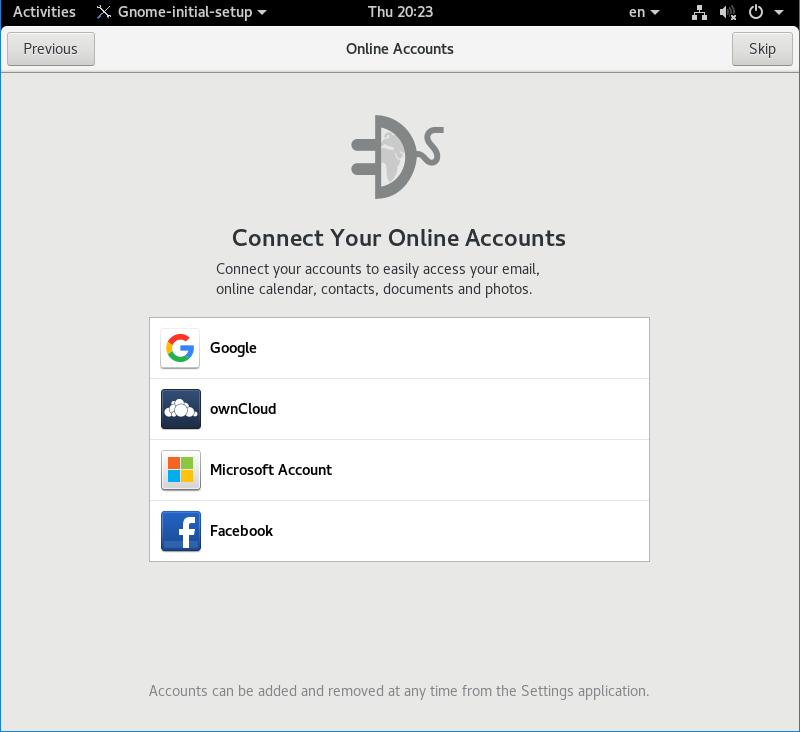 Activities Gnome-initial-setup Thu 20:23 en
Previous Online Accounts Skip
Connect Your Online Accounts
Connect your accounts to easily access your email,
online calendar, contacts, documents and photos.
Google
ownCloud
Microsoft Account
Facebook
Accounts can be added and removed at any time from the Settings application.